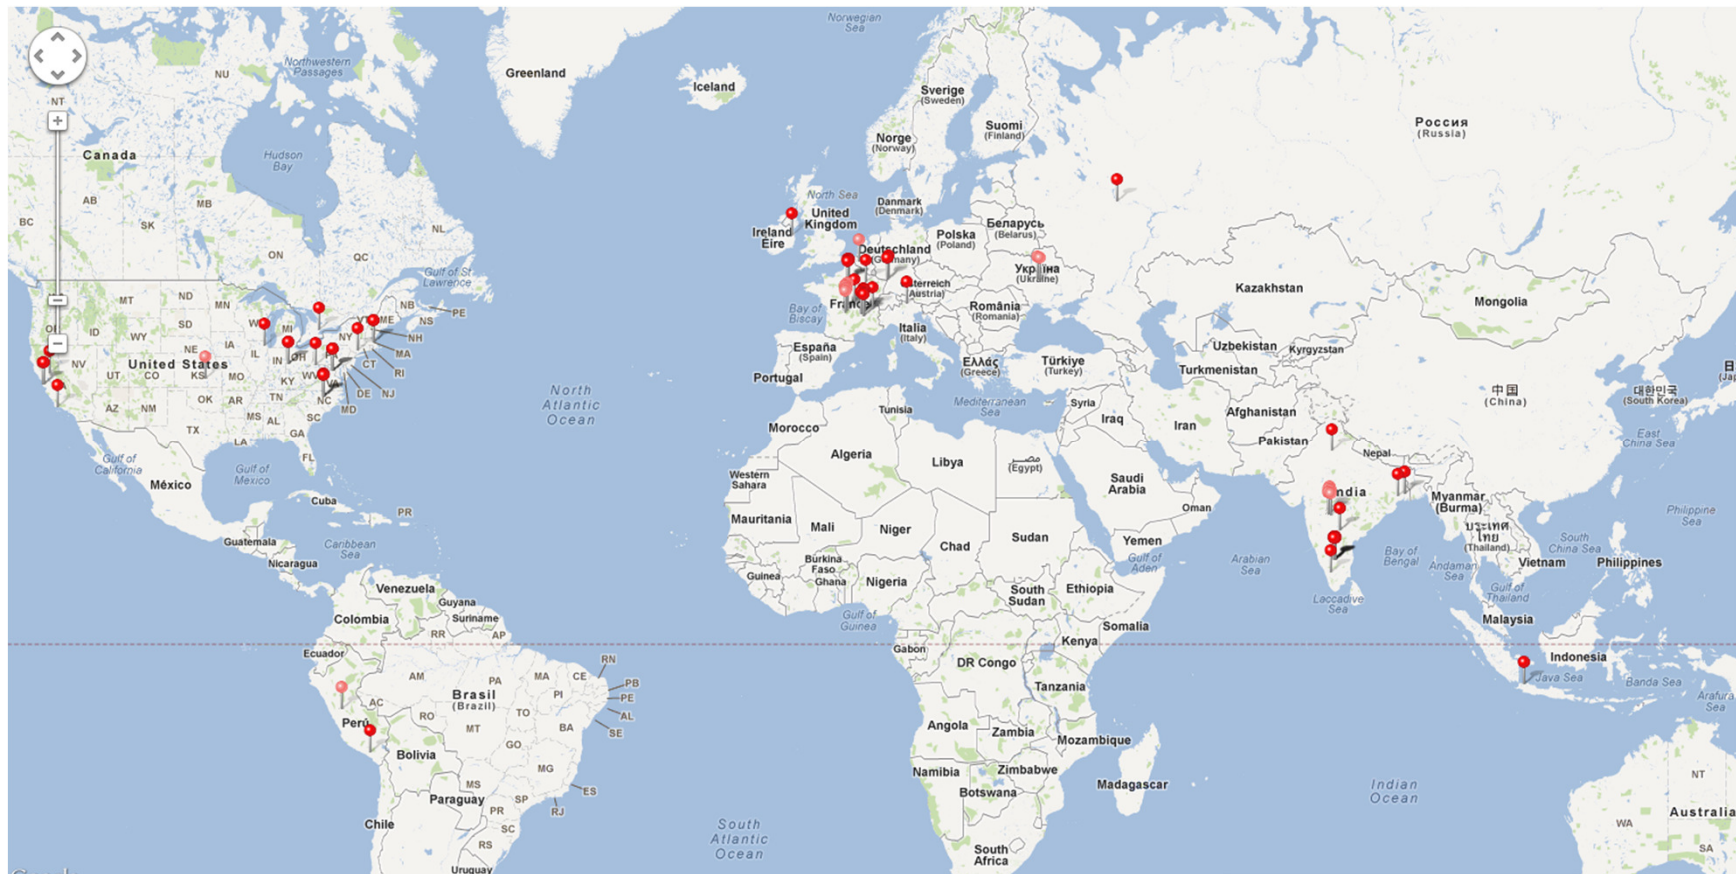 Norwegian
Sea
Northwestern
Passages
Greenland
Iceland
NU
NT
Sverige
(Sweden)
Suomi
(Finland)
Norge
(Norway)
Россия
(Russia)
Canada
Hudson
Bay
AB
SK
MB
BC
ON
QC
NL
Gulf of St
Lawrence
North Sea
United
Kingdom
Ireland
Éire
Danmark
(Denmark)
Беларусь
(Belarus)
Polska
(Poland)
Deutschland
(Germany)
Україна
(Ukraine)
Österreich
(Austria)
France
România
(Romania)
Bay of
Biscay
Italia
(Italy)
España
(Spain)
Portugal
Ελλάς
(Greece)
Türkiye
(Turkey)
Kazakhstan
Mongolia
Uzbekistan
Kyrgyzstan
Turkmenistan
中国
(China)
대한민국
(South Korea)
日
MT
ND
MN
NB
PE
NS
ME
NH
MA
RI
CT
NJ
DE
MD
NY
VT
MI
SD
WY
ID
IA
NE
IL
IN
OH
NV
UT
CO
KS
MO
KY
WV
VA
United States
AZ
NM
OK
AR
TN
NC
SC
MS
AL
GA
TX
LA
FL
North
Atlantic
Ocean
Gulf of
California
Gulf of
Mexico
México
Cuba
PR
Guatemala
Caribbean
Sea
Nicaragua
Venezuela
Guyana
Suriname
Colombia
RR
AP
Ecuador
Mediterranean
Sea
Tunisia
Morocco
Algeria
Libya
مصر
(Egypt)
Western
Sahara
Syria
Iraq
Iran
Afghanistan
Pakistan
Nepal
Saudi
Arabia
Oman
Yemen
Gulf of
Aden
Mauritania
Mali
Niger
Chad
Sudan
Burkina
Faso
Guinea
Ghana
Nigeria
South
Sudan
Ethiopia
Somalia
Kenya
Gulf of
Guinea
Gabon
DR Congo
Tanzania
Angola
Zambia
Mozambique
Namibia
Zimbabwe
Botswana
Madagascar
South
Africa
India
Myanmar
(Burma)
ประเทศ
ไทย
(Thailand)
Arabian
Sea
Bay of
Bengal
Andaman
Sea
Laccadive
Sea
Gulf of
Thailand
South
China Sea
East
China Sea
Philippine
Sea
Vietnam
Philippines
Malaysia
Indonesia
Java Sea
Banda Sea
Indian
Ocean
NT
WA
Australia
SA
AM
PA
MA
CE
RN
PB
PE
AL
SE
PI
AC
RO
TO
BA
MT
GO
MG
ES
RJ
MS
SP
PR
SC
RS
Brasil
(Brazil)
Perú
Bolivia
Paraguay
Chile
Uruguay
South
Atlantic
Ocean